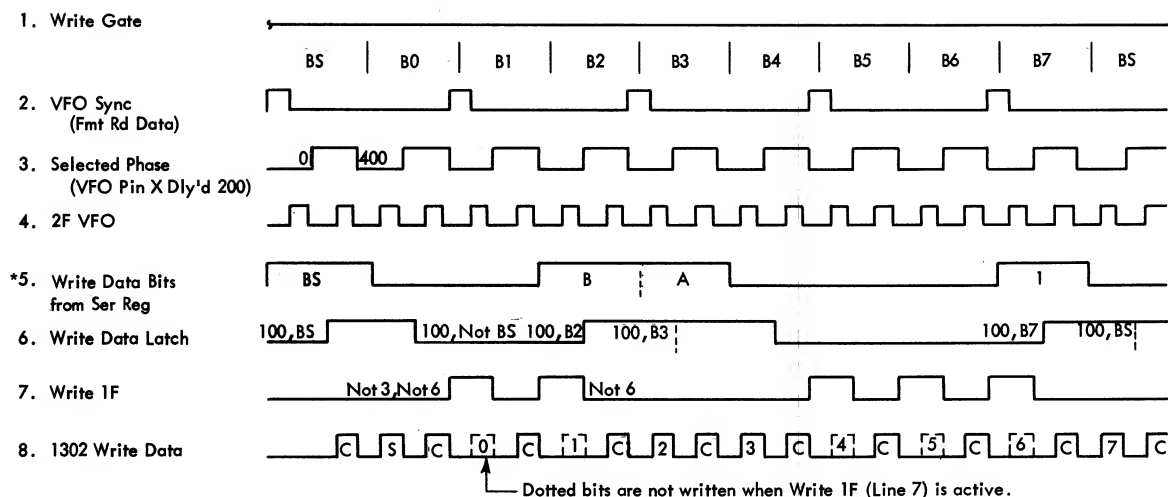 1. Write Gate
BS B0 B1 B2 B3 B4 B5 B6 B7 BS
2. VFO Sync
(Fmt Rd Data)
3. Selected Phase
(VFO Pin X Dly'd 200)
0 400
4. 2F VFO
*5. Write Data Bits
from Ser Reg
BS B A 1
6. Write Data Latch
100, BS 100, Not BS 100, B2 100, B3 100, B7 100, BS
7. Write 1F
Not 3, Not 6 Not 6
8. 1302 Write Data
C S C 0 C 1 C 2 C 3 C 4 C 5 C 6 C 7 C
Dotted bits are not written when Write 1F (Line 7) is active.